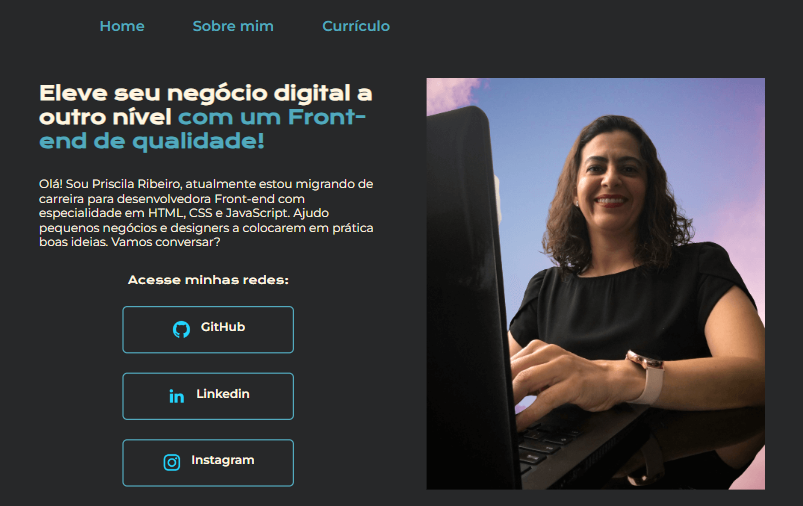 Home Sobre mim Currículo
Eleve seu negócio digital a
outro nível com um Front-
end de qualidade!
Olá! Sou Priscila Ribeiro, atualmente estou migrando de
carreira para desenvolvedora Front-end com
especialidade em HTML, CSS e JavaScript. Ajudo
pequenos negócios e designers a colocarem em prática
boas ideias. Vamos conversar?
Acesse minhas redes:
GitHub
Linkedin
Instagram